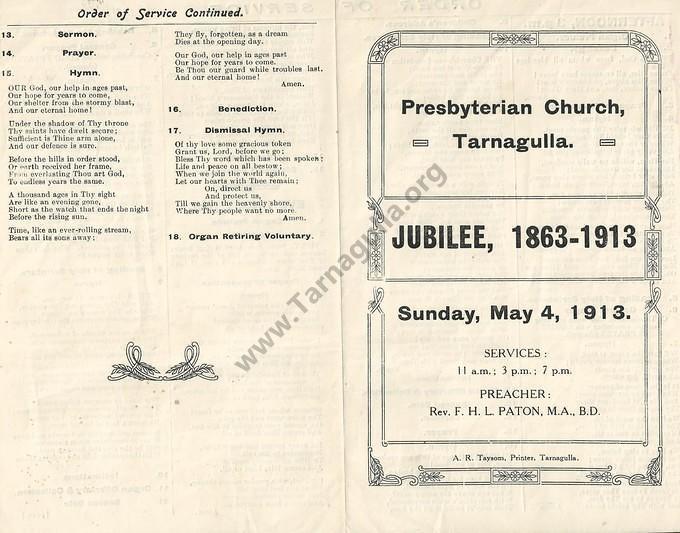 Order of Service Continued.
13. Sermon.
14. Prayer.
15. Hymn.
OUR God, our help in ages past,
Our hope for years to come,
Our shelter from the stormy blast,
And our eternal home!
Under the shadow of Thy throne
Thy saints have dwelt secure;
Sufficient is Thine arm alone,
And our defence is sure.
Before the hills in order stood,
Or earth received her frame,
From everlasting Thou art God,
To endless years the same.
A thousand ages in Thy sight
Are like an evening gone,
Short as the watch that ends the night
Before the rising sun.
Time, like an ever-rolling stream,
Bears all its sons away;
They fly, forgotten, as a dream
Dies at the opening day.
Our God, our help in ages past
Our hope for years to come.
Be Thou our guard while troubles last.
And our eternal home!
Amen.
16. Benediction.
17. Dismissal Hymn.
Of thy love some gracious token
Grant us, Lord, before we go;
Bless Thy word which has been spoken;
Life and peace on all bestow;
When we join the world again,
Let our hearts with Thee remain;
On, direct us
And protect us,
Till we gain the heavenly shore,
Where Thy people want no more.
Amen.
18. Organ Retiring Voluntary.
Presbyterian Church,
Tarnagulla.
JUBILEE, 1863-1913
Sunday, May 4, 1913.
SERVICES:
11 a.m.; 3 p.m.; 7 p.m.
PREACHER:
Rev. F. H. L. PATON, M.A., B.D.
A. R. Taysom, Printer, Tarnagulla.
www.Tarnagulla.org